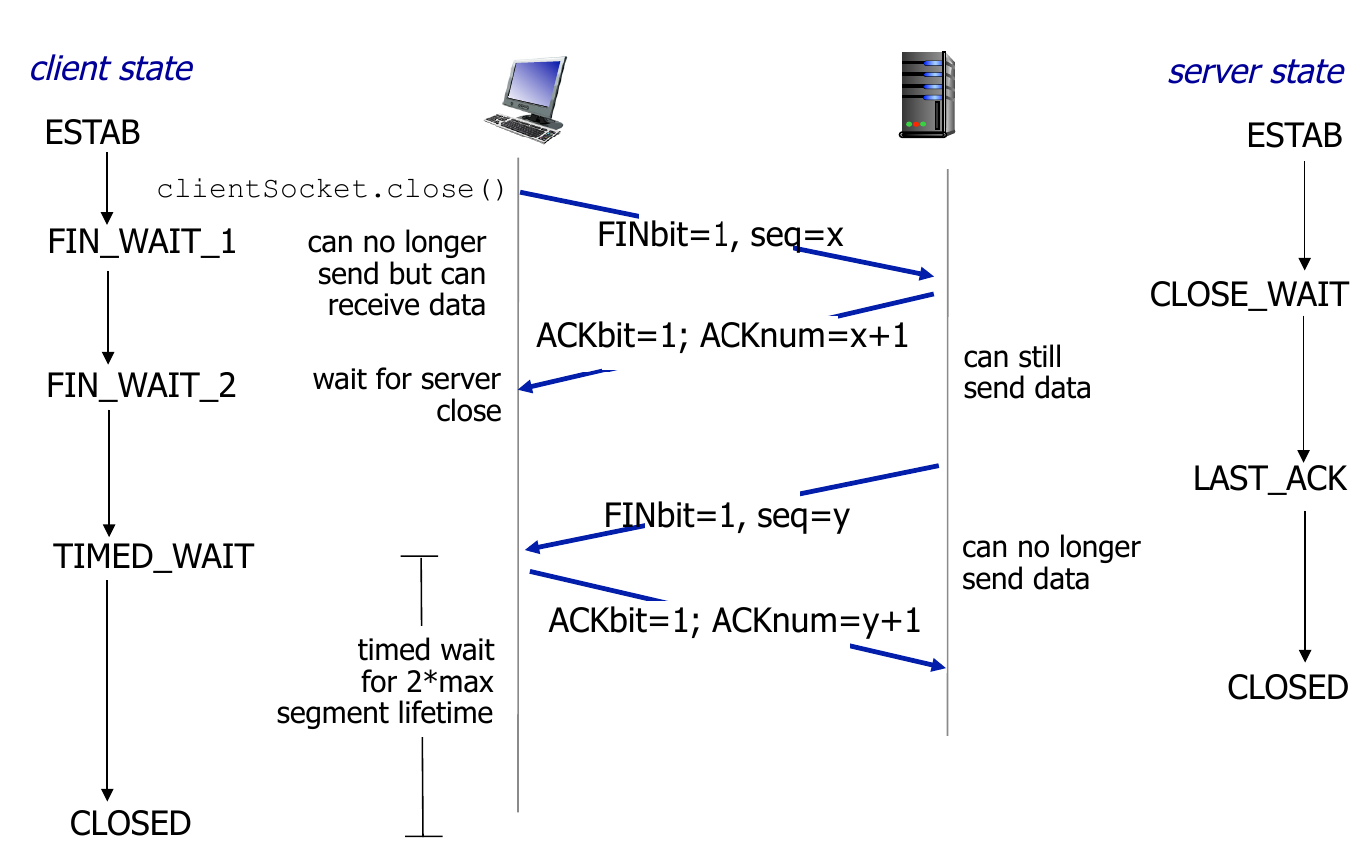 client state
server state
ESTAB
ESTAB
clientSocket.close()
FIN_WAIT_1
can no longer
send but can
receive data
FINbit=1, seq=x
CLOSE_WAIT
ACKbit=1; ACKnum=x+1
can still
send data
FIN_WAIT_2
wait for server
close
LAST_ACK
FINbit=1, seq=y
can no longer
send data
TIMED_WAIT
ACKbit=1; ACKnum=y+1
timed wait
for 2*max
segment lifetime
CLOSED
CLOSED